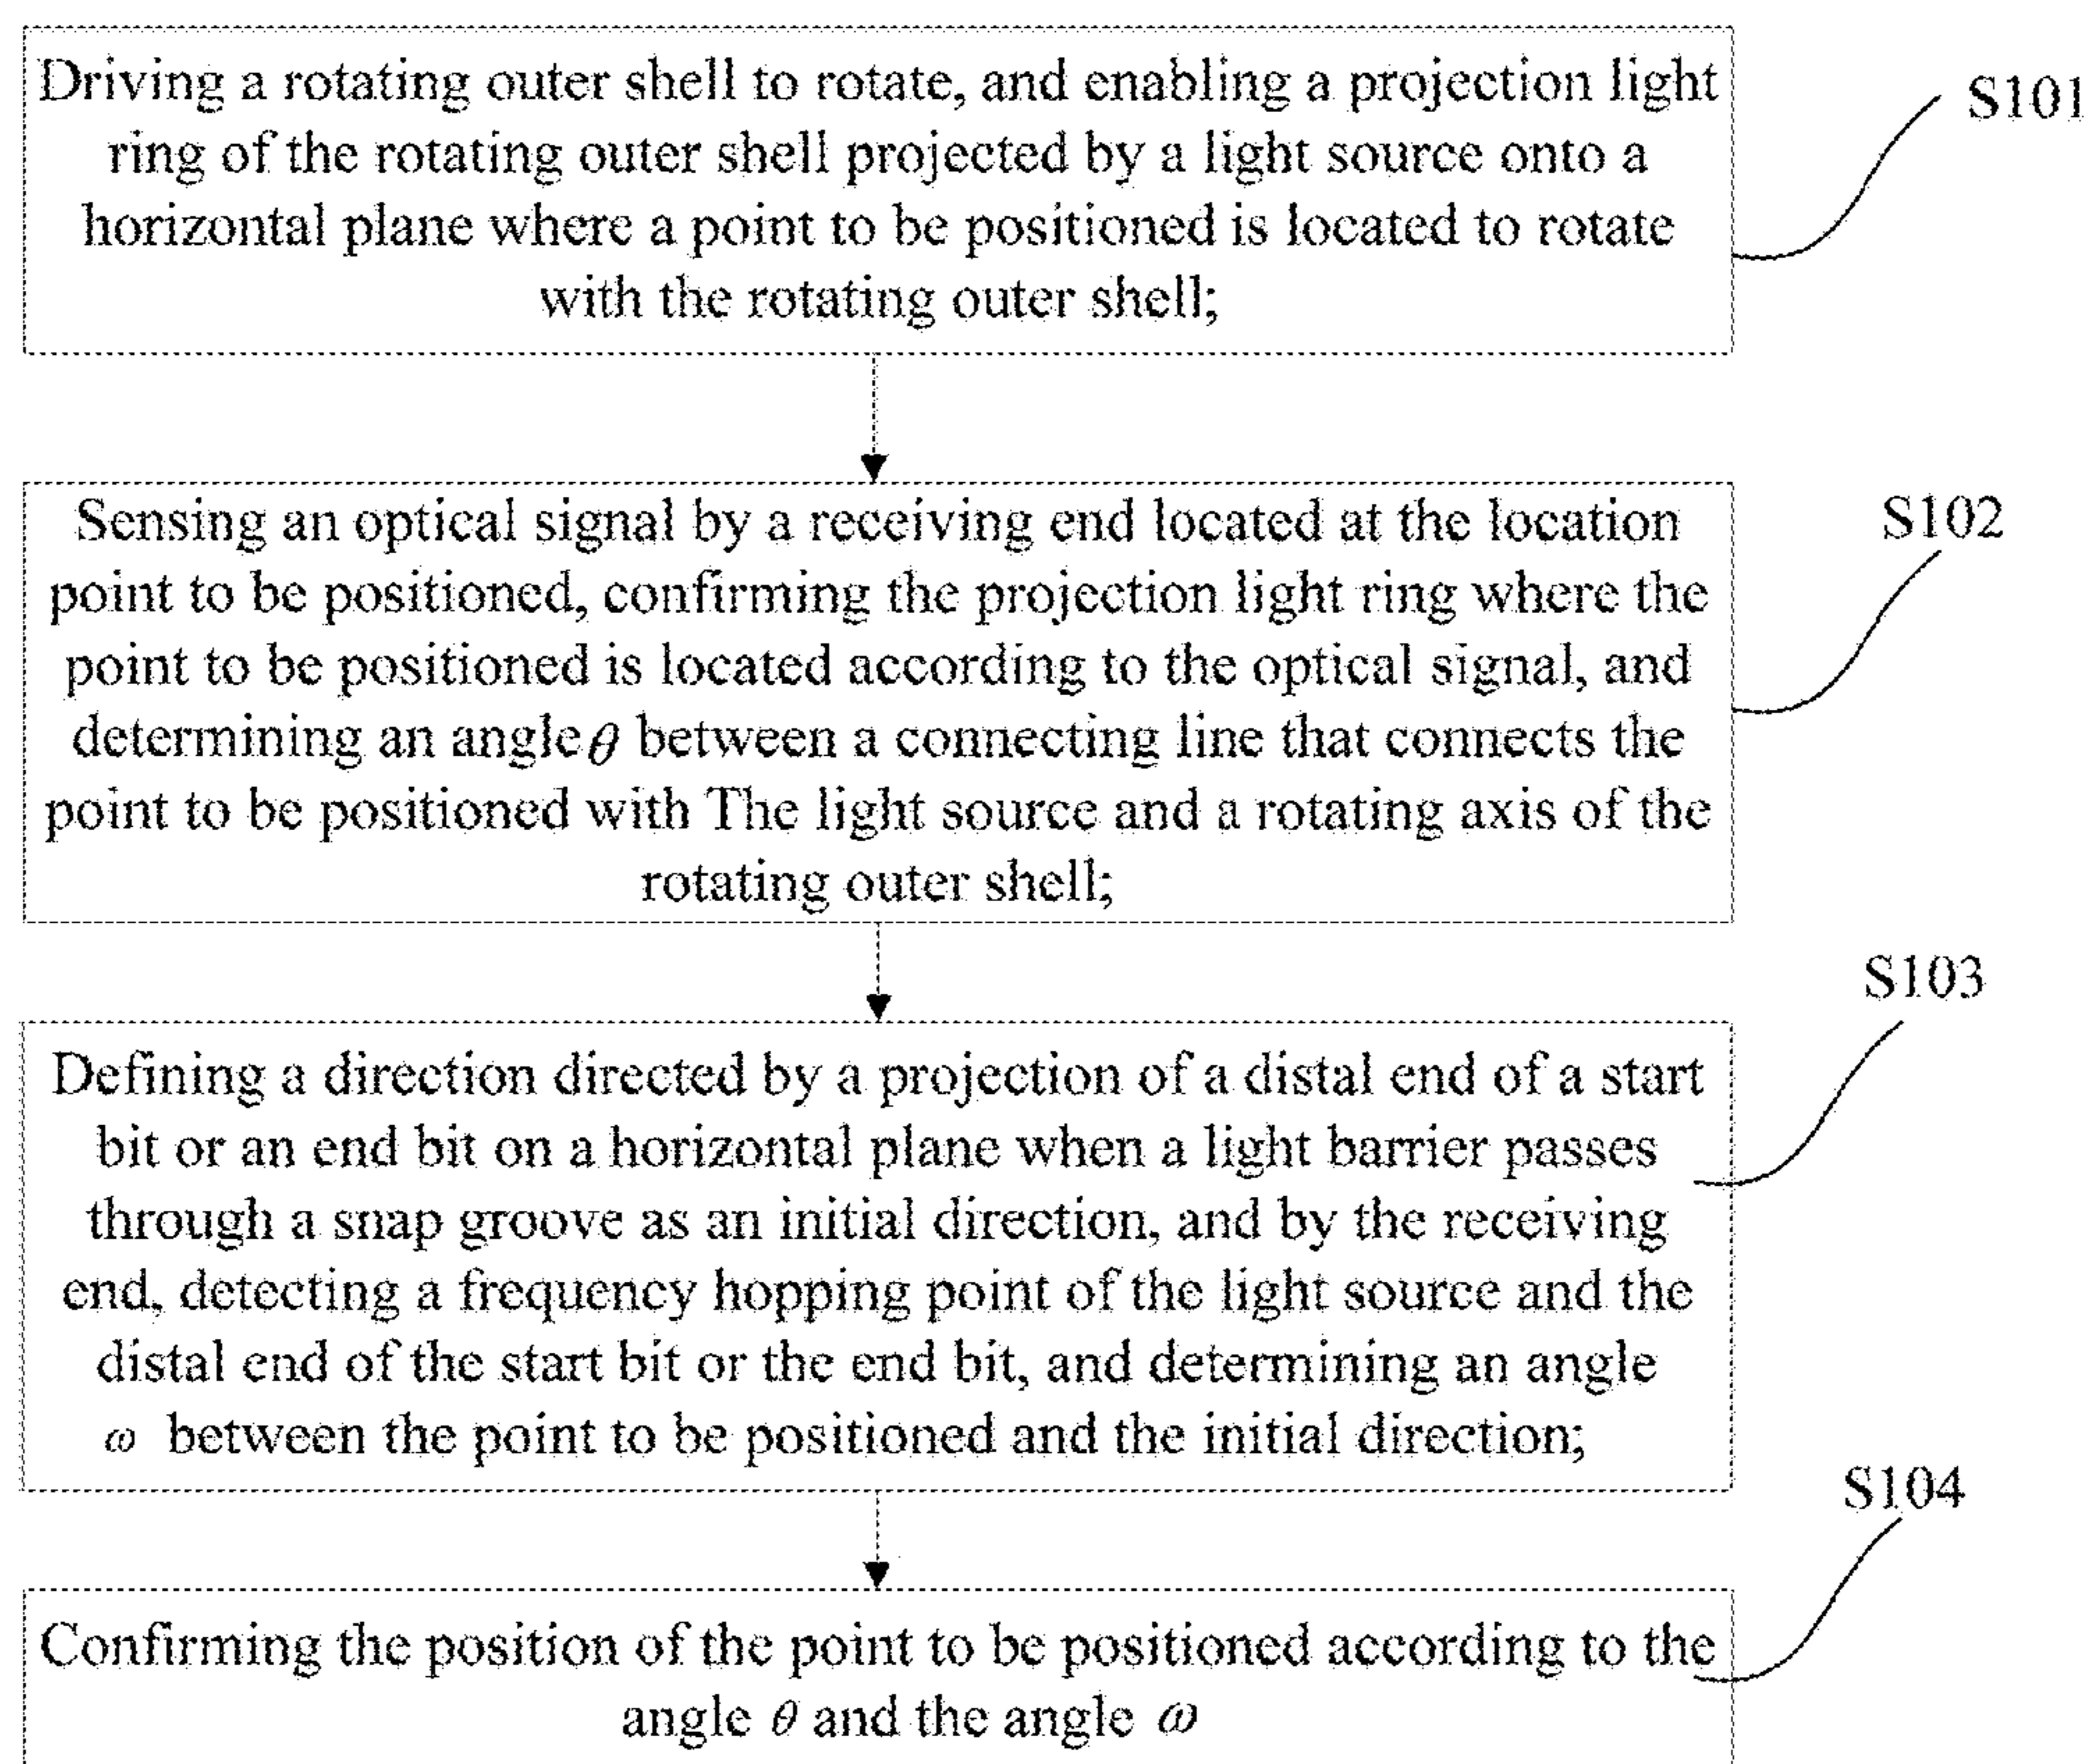 Driving a rotating outer shell to rotate, and enabling a projection light
ring of the rotating outer shell projected by a light source onto a
horizontal plane where a point to be positioned is located to rotate
with the rotating outer shell;
S101
Sensing an optical signal by a receiving end located at the location
point to be positioned, confirming the projection light ring where the
point to be positioned is located according to the optical signal, and
determining an angle θ between a connecting line that connects the
point to be positioned with The light source and a rotating axis of the
rotating outer shell;
S102
Defining a direction directed by a projection of a distal end of a start
bit or an end bit on a horizontal plane when a light barrier passes
through a snap groove as an initial direction, and by the receiving
end, detecting a frequency hopping point of the light source and the
distal end of the start bit or the end bit, and determining an angle
ω between the point to be positioned and the initial direction;
S103
Confirming the position of the point to be positioned according to the
angle θ and the angle ω
S104